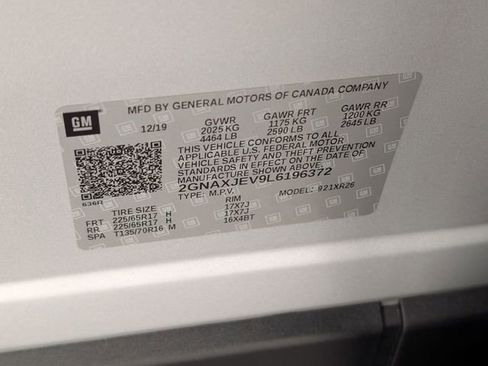 MFD BY GENERAL MOTORS OF CANADA COMPANY
GM
12/19 GVWR GAWR FRT GAWR RR
2025 KG 1175 KG 1200 KG
4464 LB 2590 LB 2645 LB
THIS VEHICLE CONFORMS TO ALL
APPLICABLE U.S. FEDERAL MOTOR
VEHICLE SAFETY AND THEFT PREVENTION
STANDARDS IN EFFECT ON THE DATE OF
MANUFACTURE SHOWN ABOVE.
2GNAXJEV9L6196372
TYPE: M.P.V. MODEL: 921XR26
TIRE SIZE RIM
FRT 225/65R17 H 17X7J
RR 225/65R17 H 17X7J
SPA T135/70R16 M 16X4BT